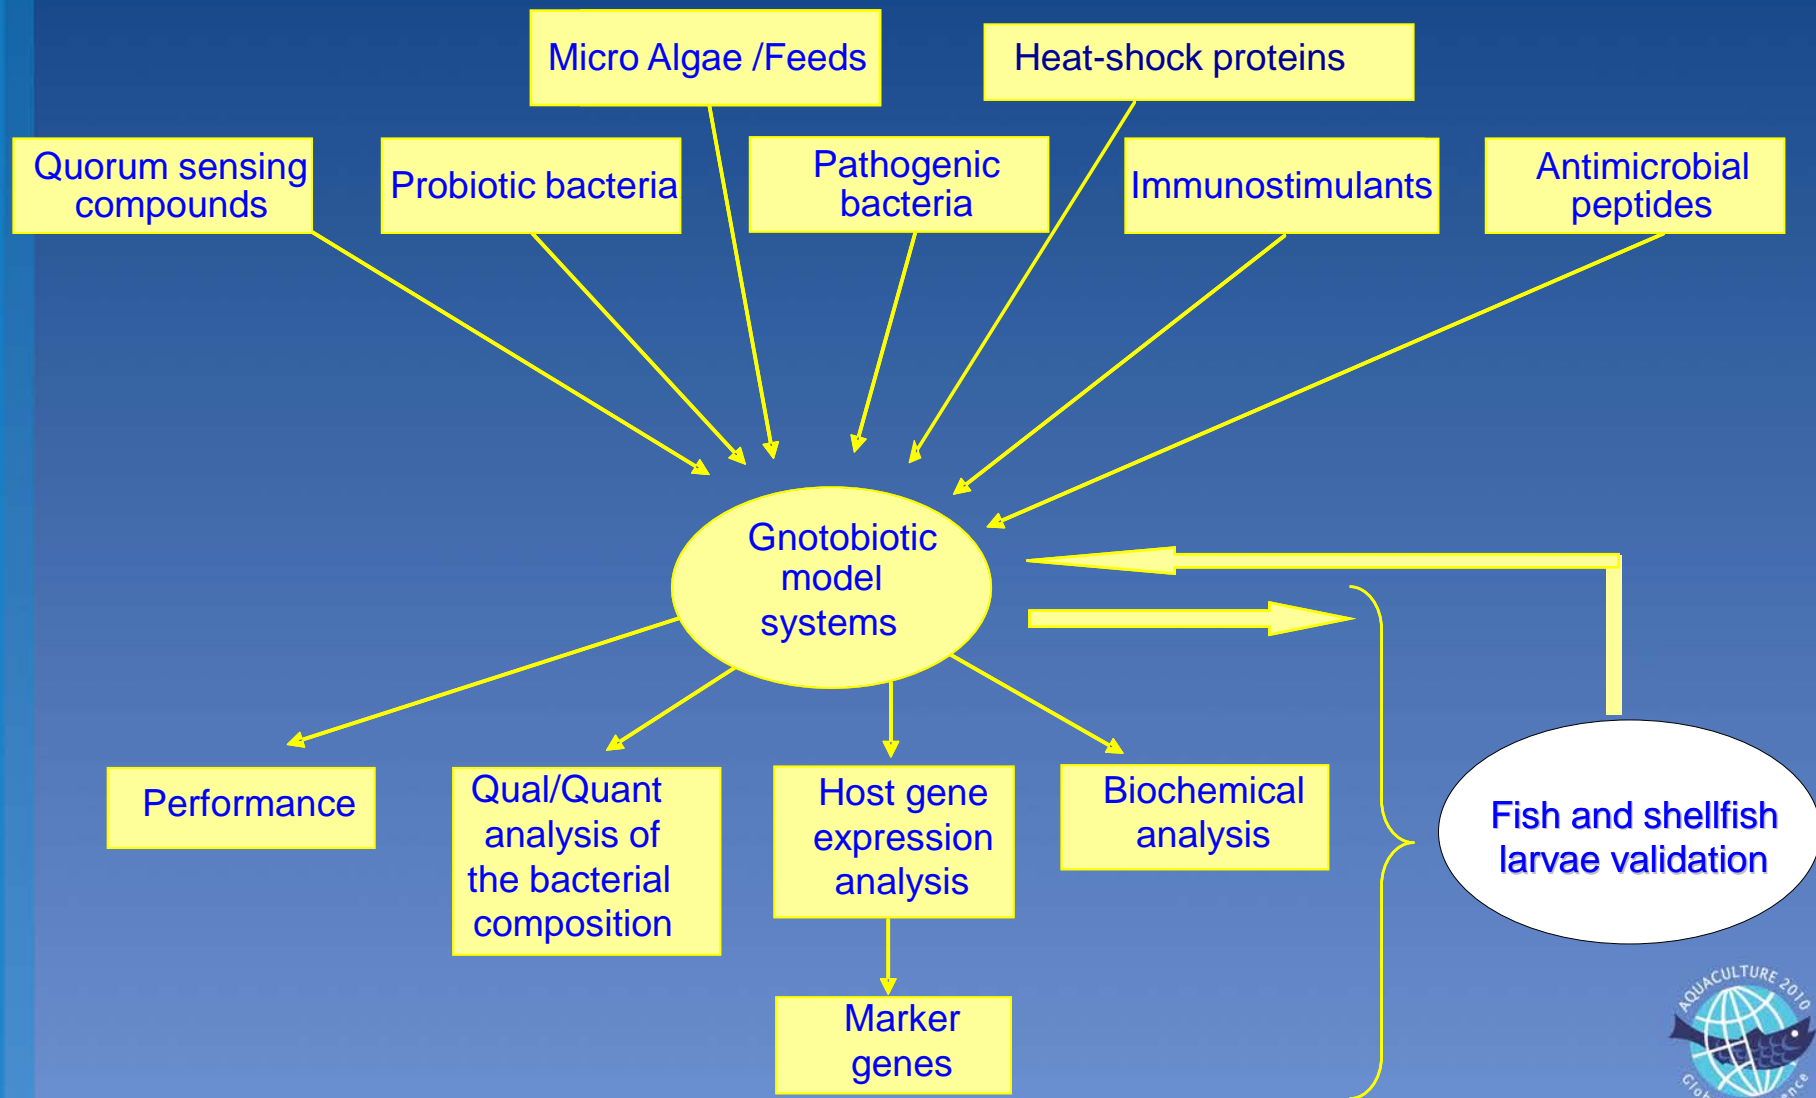 Micro Algae /Feeds
Heat-shock proteins
Quorum sensing
compounds
Probiotic bacteria
Pathogenic
bacteria
Immunostimulants
Antimicrobial
peptides
Gnotobiotic
model
systems
Performance
Qual/Quant
analysis of
the bacterial
composition
Host gene
expression
analysis
Biochemical
analysis
Fish and shellfish
larvae validation
Marker
genes
AQUACULTURE 2010